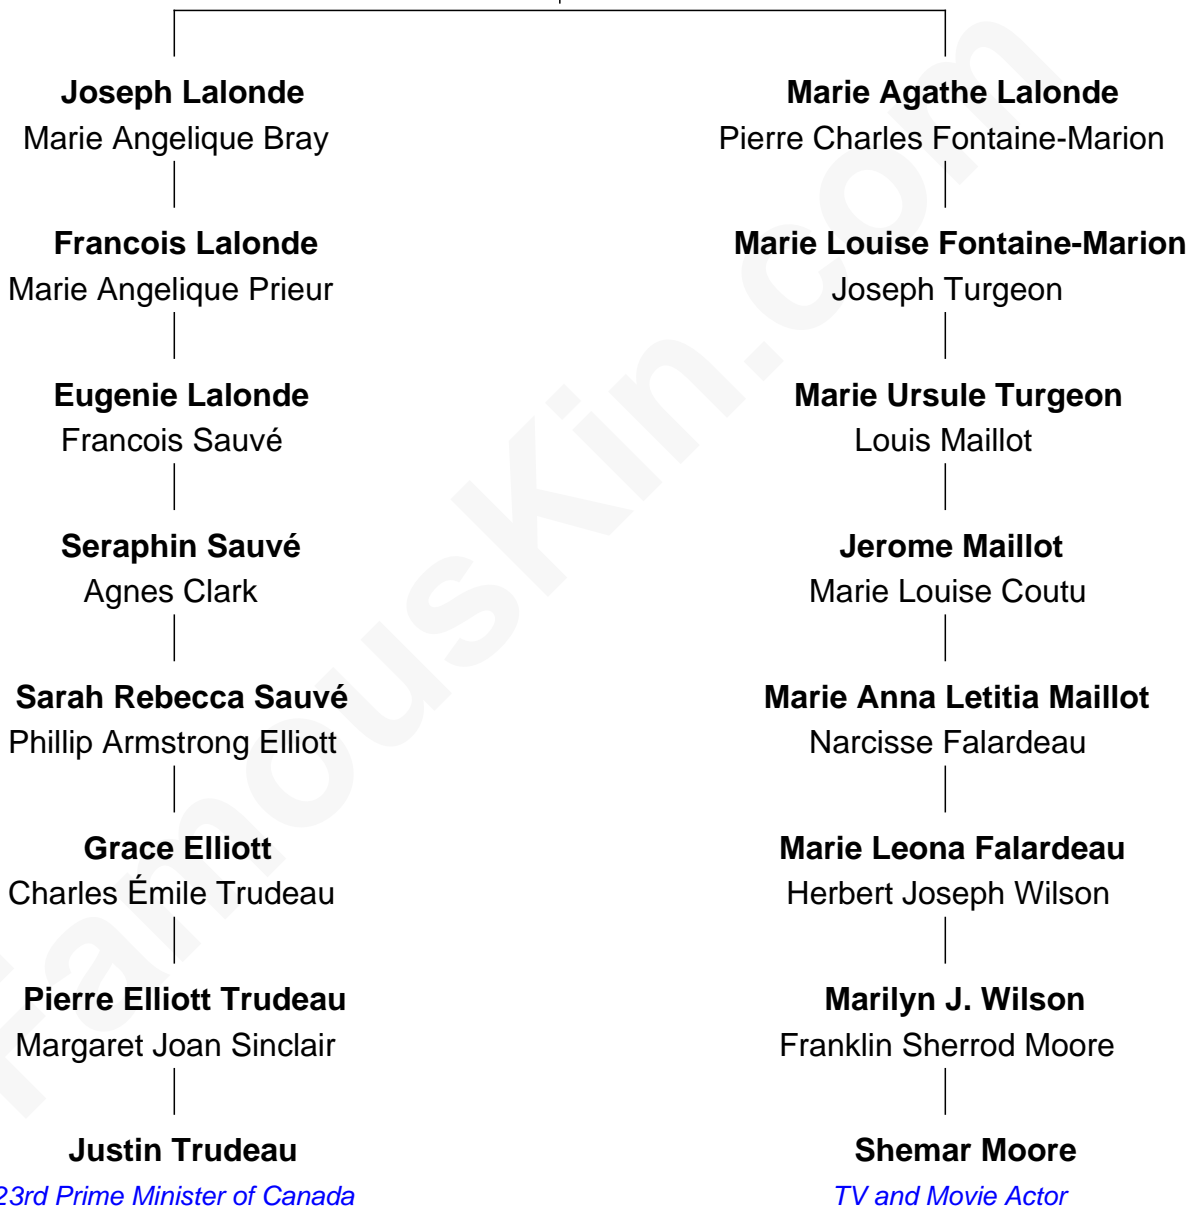 Joseph Lalonde
Marie Angelique Bray
Francois Lalonde
Marie Angelique Prieur
Eugenie Lalonde
Francois Sauvé
Seraphin Sauvé
Agnes Clark
Sarah Rebecca Sauvé
Phillip Armstrong Elliott
Grace Elliott
Charles Émile Trudeau
Pierre Elliott Trudeau
Margaret Joan Sinclair
Justin Trudeau
23rd Prime Minister of Canada
Marie Agathe Lalonde
Pierre Charles Fontaine-Marion
Marie Louise Fontaine-Marion
Joseph Turgeon
Marie Ursule Turgeon
Louis Maillot
Jerome Maillot
Marie Louise Coutu
Marie Anna Letitia Maillot
Narcisse Falardeau
Marie Leona Falardeau
Herbert Joseph Wilson
Marilyn J. Wilson
Franklin Sherrod Moore
Shemar Moore
TV and Movie Actor
FamousKin.com